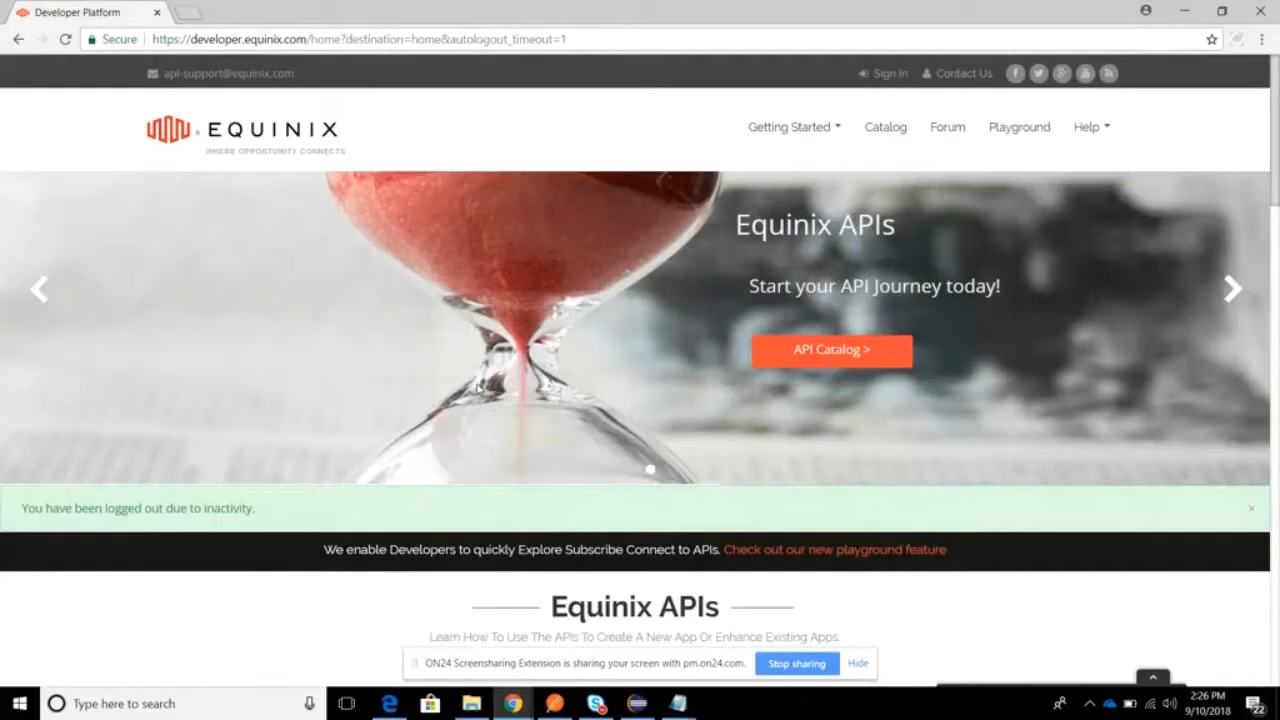 Developer Platform
Secure https://developer.equinix.com/home?destination=home&autologout_timeout=1
api-support@equinix.com Sign In Contact Us
EQUINIX
WHERE OPPORTUNITY CONNECTS
Getting Started Catalog Forum Playground Help
Equinix APIs
Start your API Journey today!
API Catalog >
You have been logged out due to inactivity.
We enable Developers to quickly Explore Subscribe Connect to APIs. Check out our new playground feature
Equinix APIs
Learn How To Use The APIs To Create A New App Or Enhance Existing Apps.
ON24 Screensharing Extension is sharing your screen with pm.on24.com. Stop sharing Hide
Type here to search
2:26 PM
9/10/2018
22